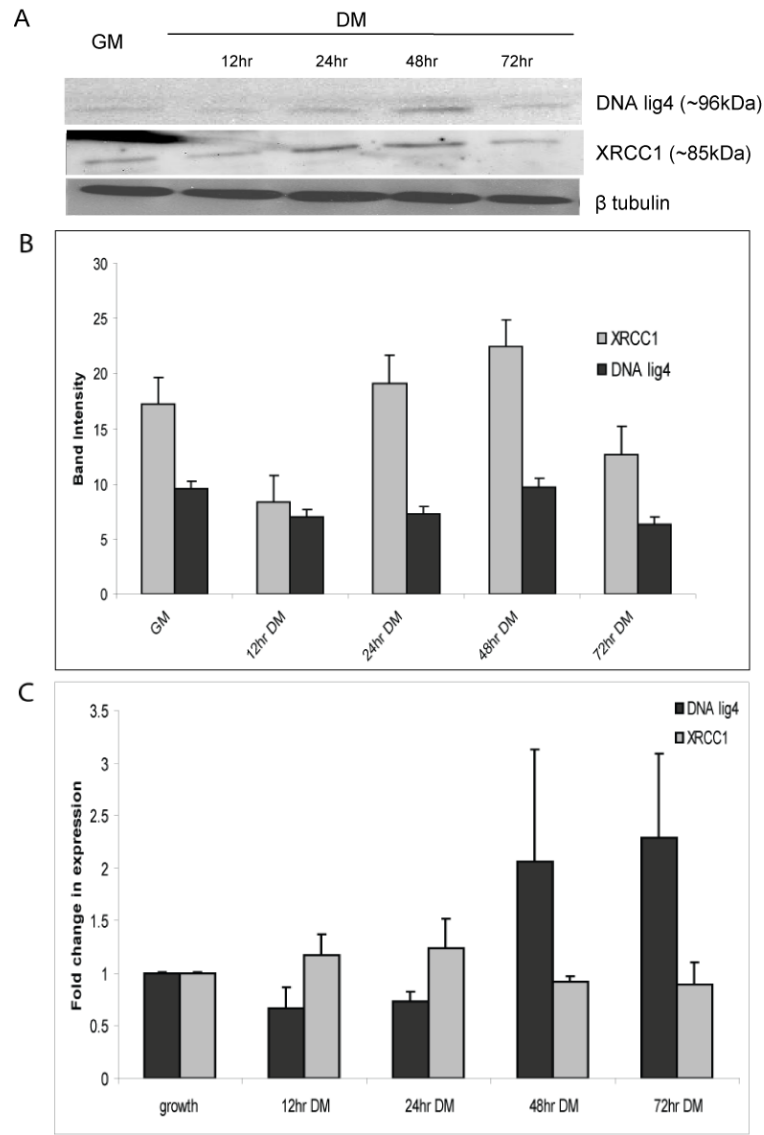 A
GM
DM
12hr 24hr 48hr 72hr
DNA lig4 (~96kDa)
XRCC1 (~85kDa)
β tubulin
B
30
25
20
15
10
5
0
Band Intensity
XRCC1
DNA lig4
GM 12hr DM 24hr DM 48hr DM 72hr DM
C
3.5
3
2.5
2
1.5
1
0.5
0
Fold change in expression
DNA lig4
XRCC1
growth 12hr DM 24hr DM 48hr DM 72hr DM